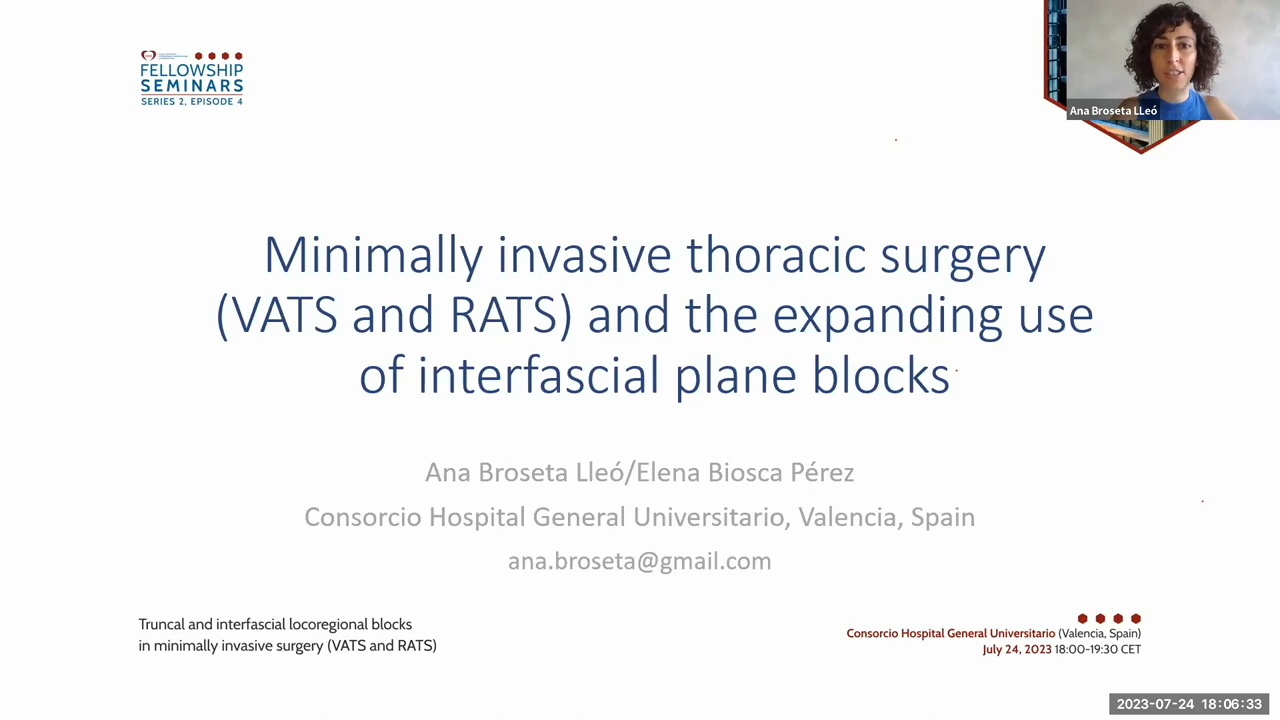 FELLOWSHIP
SEMINARS
SERIES 2, EPISODE 4
Ana Broseta LLeó
Minimally invasive thoracic surgery
(VATS and RATS) and the expanding use
of interfascial plane blocks
Ana Broseta Lleó/Elena Biosca Pérez
Consorcio Hospital General Universitario, Valencia, Spain
ana.broseta@gmail.com
Truncal and interfascial locoregional blocks
in minimally invasive surgery (VATS and RATS)
Consorcio Hospital General Universitario (Valencia, Spain)
July 24, 2023 18:00-19:30 CET
2023-07-24 18:06:33